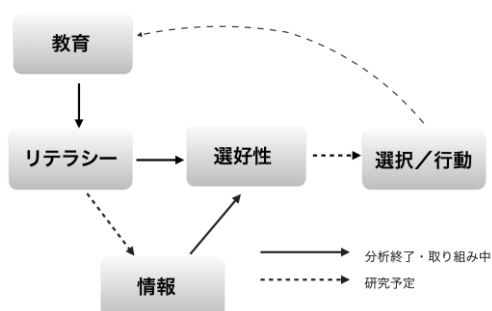 教育
リテラシー
選好性
選択／行動
情報
分析終了・取り組み中
研究予定